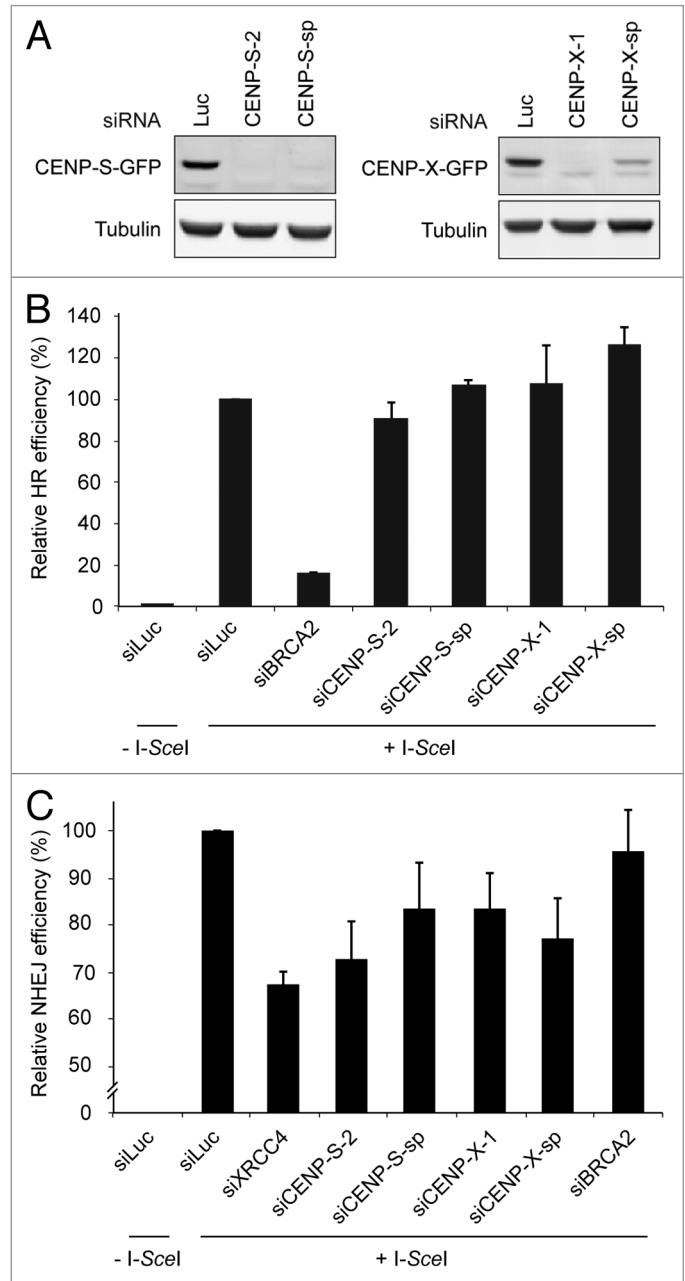 A
siRNA
Luc
CENP-S-2
CENP-S-sp
CENP-S-GFP
Tubulin
siRNA
Luc
CENP-X-1
CENP-X-sp
CENP-X-GFP
Tubulin
B
Relative HR efficiency (%)
140
120
100
80
60
40
20
0
siLuc
siLuc
siBRCA2
siCENP-S-2
siCENP-S-sp
siCENP-X-1
siCENP-X-sp
- I-SceI
+ I-SceI
C
Relative NHEJ efficiency (%)
100
90
80
70
60
50
0
siLuc
siLuc
siXRCC4
siCENP-S-2
siCENP-S-sp
siCENP-X-1
siCENP-X-sp
siBRCA2
- I-SceI
+ I-SceI